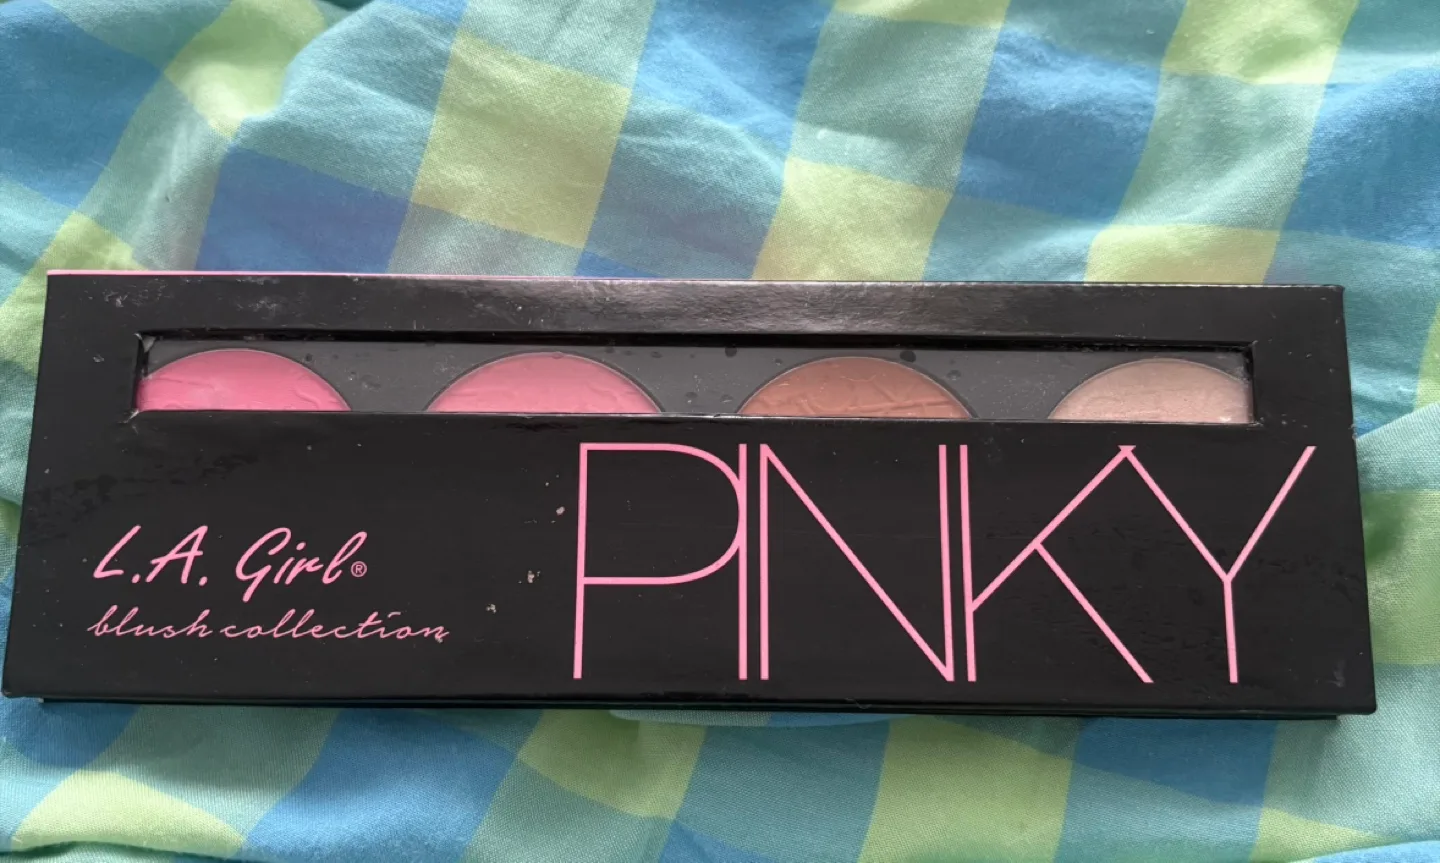 L.A. Girl®
blush collection
PINKY